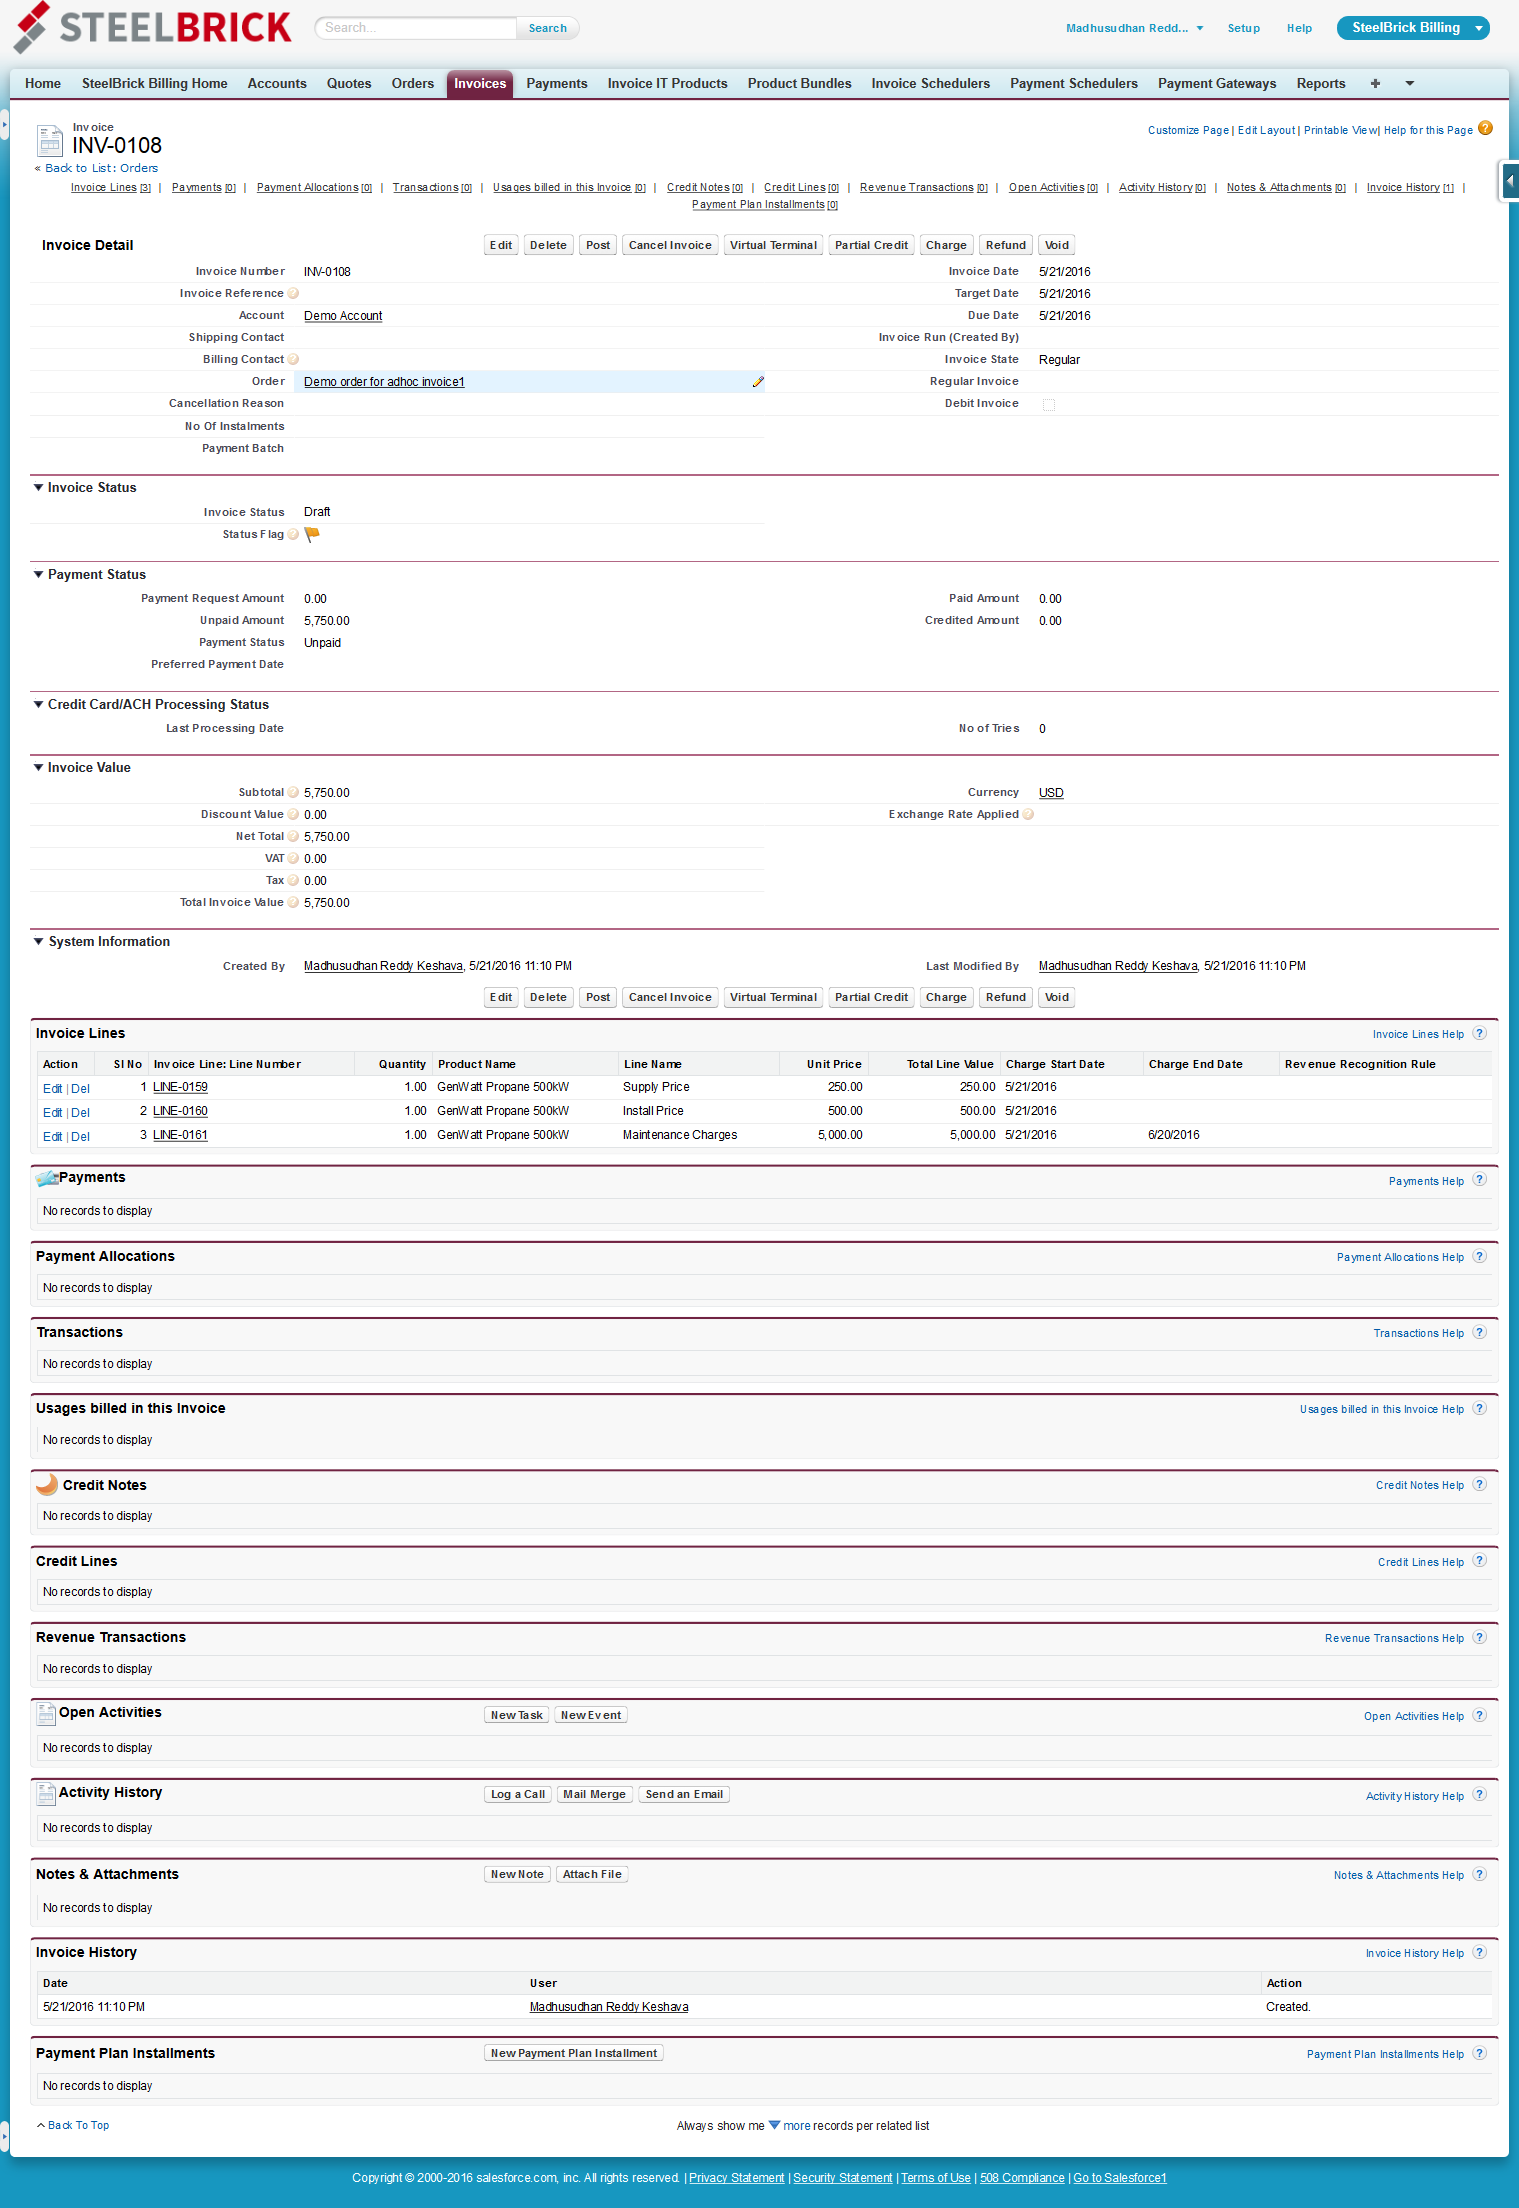 STEELBRICK
Search...
Search
Madhusudhan Redd...
Setup
Help
SteelBrick Billing
Home SteelBrick Billing Home Accounts Quotes Orders Invoices Payments Invoice IT Products Product Bundles Invoice Schedulers Payment Schedulers Payment Gateways Reports +
Invoice
INV-0108
Customize Page | Edit Layout | Printable View | Help for this Page ?
« Back to List: Orders
Invoice Lines [3] | Payments [0] | Payment Allocations [0] | Transactions [0] | Usages billed in this Invoice [0] | Credit Notes [0] | Credit Lines [0] | Revenue Transactions [0] | Open Activities [0] | Activity History [0] | Notes & Attachments [0] | Invoice History [1] |
Payment Plan Installments [0]
Invoice Detail Edit Delete Post Cancel Invoice Virtual Terminal Partial Credit Charge Refund Void
Invoice Number INV-0108 Invoice Date 5/21/2016
Invoice Reference ? Target Date 5/21/2016
Account Demo Account Due Date 5/21/2016
Shipping Contact Invoice Run (Created By)
Billing Contact ? Invoice State Regular
Order Demo order for adhoc invoice1 Regular Invoice
Cancellation Reason Debit Invoice
No Of Instalments
Payment Batch
Invoice Status
Invoice Status Draft
Status Flag ?
Payment Status
Payment Request Amount 0.00 Paid Amount 0.00
Unpaid Amount 5,750.00 Credited Amount 0.00
Payment Status Unpaid
Preferred Payment Date
Credit Card/ACH Processing Status
Last Processing Date No of Tries 0
Invoice Value
Subtotal ? 5,750.00 Currency USD
Discount Value ? 0.00 Exchange Rate Applied ?
Net Total ? 5,750.00
VAT ? 0.00
Tax ? 0.00
Total Invoice Value ? 5,750.00
System Information
Created By Madhusudhan Reddy Keshava, 5/21/2016 11:10 PM Last Modified By Madhusudhan Reddy Keshava, 5/21/2016 11:10 PM
Edit Delete Post Cancel Invoice Virtual Terminal Partial Credit Charge Refund Void
Invoice Lines Invoice Lines Help ?
Action Sl No Invoice Line: Line Number Quantity Product Name Line Name Unit Price Total Line Value Charge Start Date Charge End Date Revenue Recognition Rule
Edit | Del 1 LINE-0159 1.00 GenWatt Propane 500kW Supply Price 250.00 250.00 5/21/2016
Edit | Del 2 LINE-0160 1.00 GenWatt Propane 500kW Install Price 500.00 500.00 5/21/2016
Edit | Del 3 LINE-0161 1.00 GenWatt Propane 500kW Maintenance Charges 5,000.00 5,000.00 5/21/2016 6/20/2016
Payments Payments Help ?
No records to display
Payment Allocations Payment Allocations Help ?
No records to display
Transactions Transactions Help ?
No records to display
Usages billed in this Invoice Usages billed in this Invoice Help ?
No records to display
Credit Notes Credit Notes Help ?
No records to display
Credit Lines Credit Lines Help ?
No records to display
Revenue Transactions Revenue Transactions Help ?
No records to display
Open Activities New Task New Event Open Activities Help ?
No records to display
Activity History Log a Call Mail Merge Send an Email Activity History Help ?
No records to display
Notes & Attachments New Note Attach File Notes & Attachments Help ?
No records to display
Invoice History Invoice History Help ?
Date User Action
5/21/2016 11:10 PM Madhusudhan Reddy Keshava Created.
Payment Plan Installments New Payment Plan Installment Payment Plan Installments Help ?
No records to display
Back To Top Always show me more records per related list
Copyright © 2000-2016 salesforce.com, inc. All rights reserved. | Privacy Statement | Security Statement | Terms of Use | 508 Compliance | Go to Salesforce1